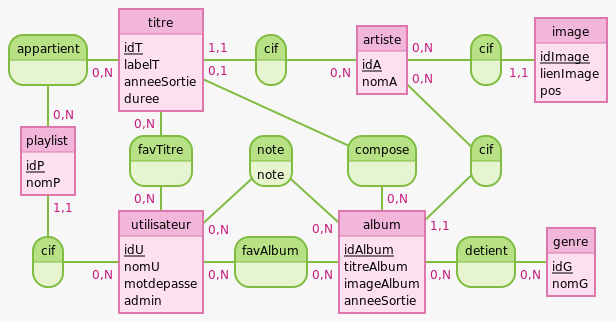 titre
idT
labelT
anneeSortie
duree
appartient
0,N
1,1
0,1
cif
0,N
artiste
idA
nomA
0,N
0,N
cif
1,1
image
idImage
lienImage
pos
0,N
playlist
idP
nomP
1,1
0,N
favTitre
0,N
note
note
compose
0,N
cif
1,1
cif
0,N
utilisateur
idU
nomU
motdepasse
admin
0,N
0,N
favAlbum
0,N
0,N
album
idAlbum
titreAlbum
imageAlbum
anneeSortie
0,N
detient
0,N
genre
idG
nomG